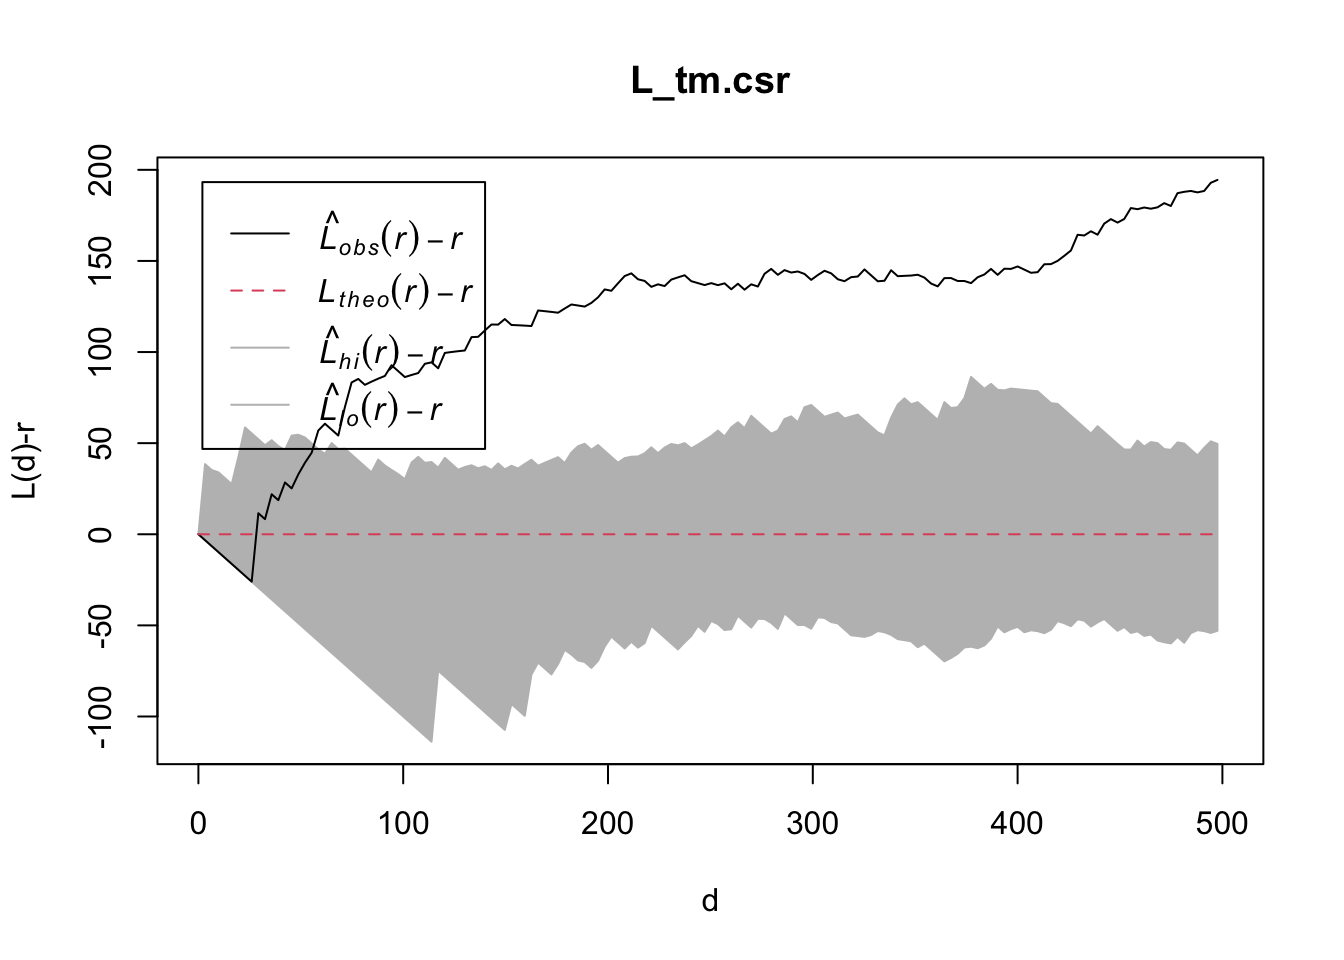 L_tm.csr
L̂obs(r) − r
Ltheo(r) − r
L̂hi(r) − r
L̂lo(r) − r
L(d)-r
200
150
100
50
0
-50
-100
0 100 200 300 400 500
d